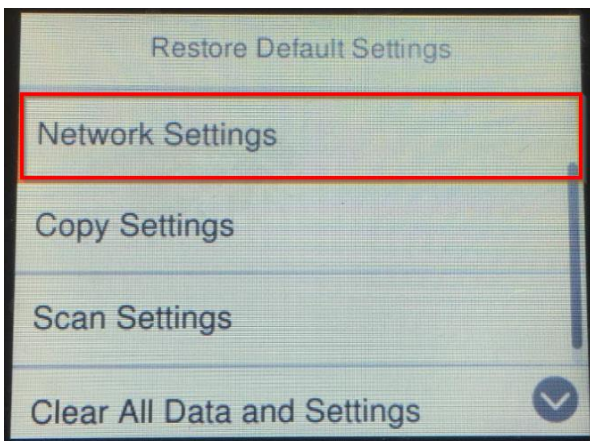 Restore Default Settings
Network Settings
Copy Settings
Scan Settings
Clear All Data and Settings